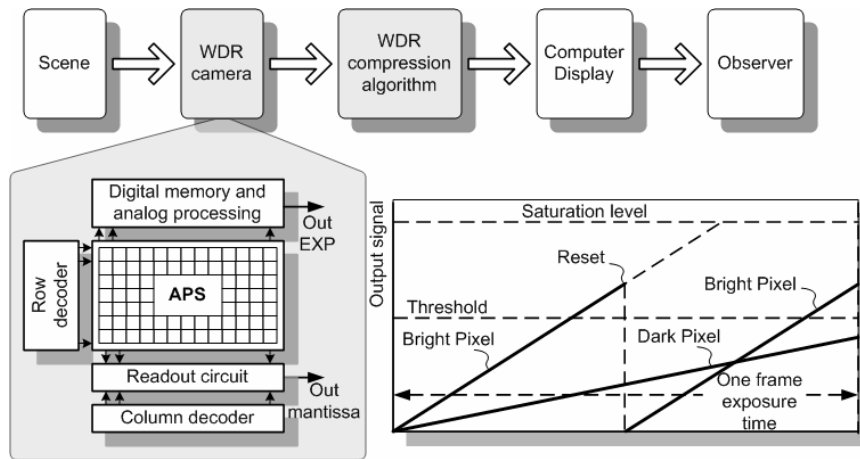 Scene
WDR
camera
WDR
compression
algorithm
Computer
Display
Observer
Digital memory and
analog processing
Out
EXP
Row
decoder
APS
Readout circuit
Out
mantissa
Column decoder
Output signal
Saturation level
Reset
Bright Pixel
Threshold
Bright Pixel
Dark Pixel
One frame
exposure
time